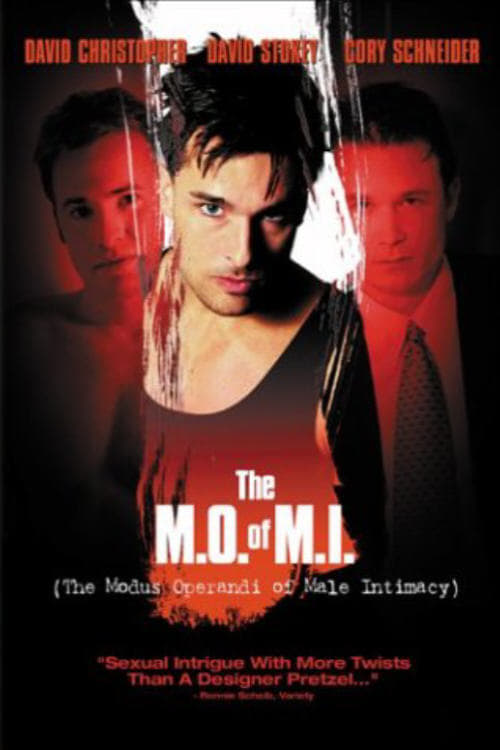 DAVID CHRISTOPHER DAVID STOKEY CORY SCHNEIDER
The
M.O. of M.I.
(The Modus Operandi of Male Intimacy)
"Sexual Intrigue With More Twists
Than A Designer Pretzel..."
- Ronnie Scheib, Variety